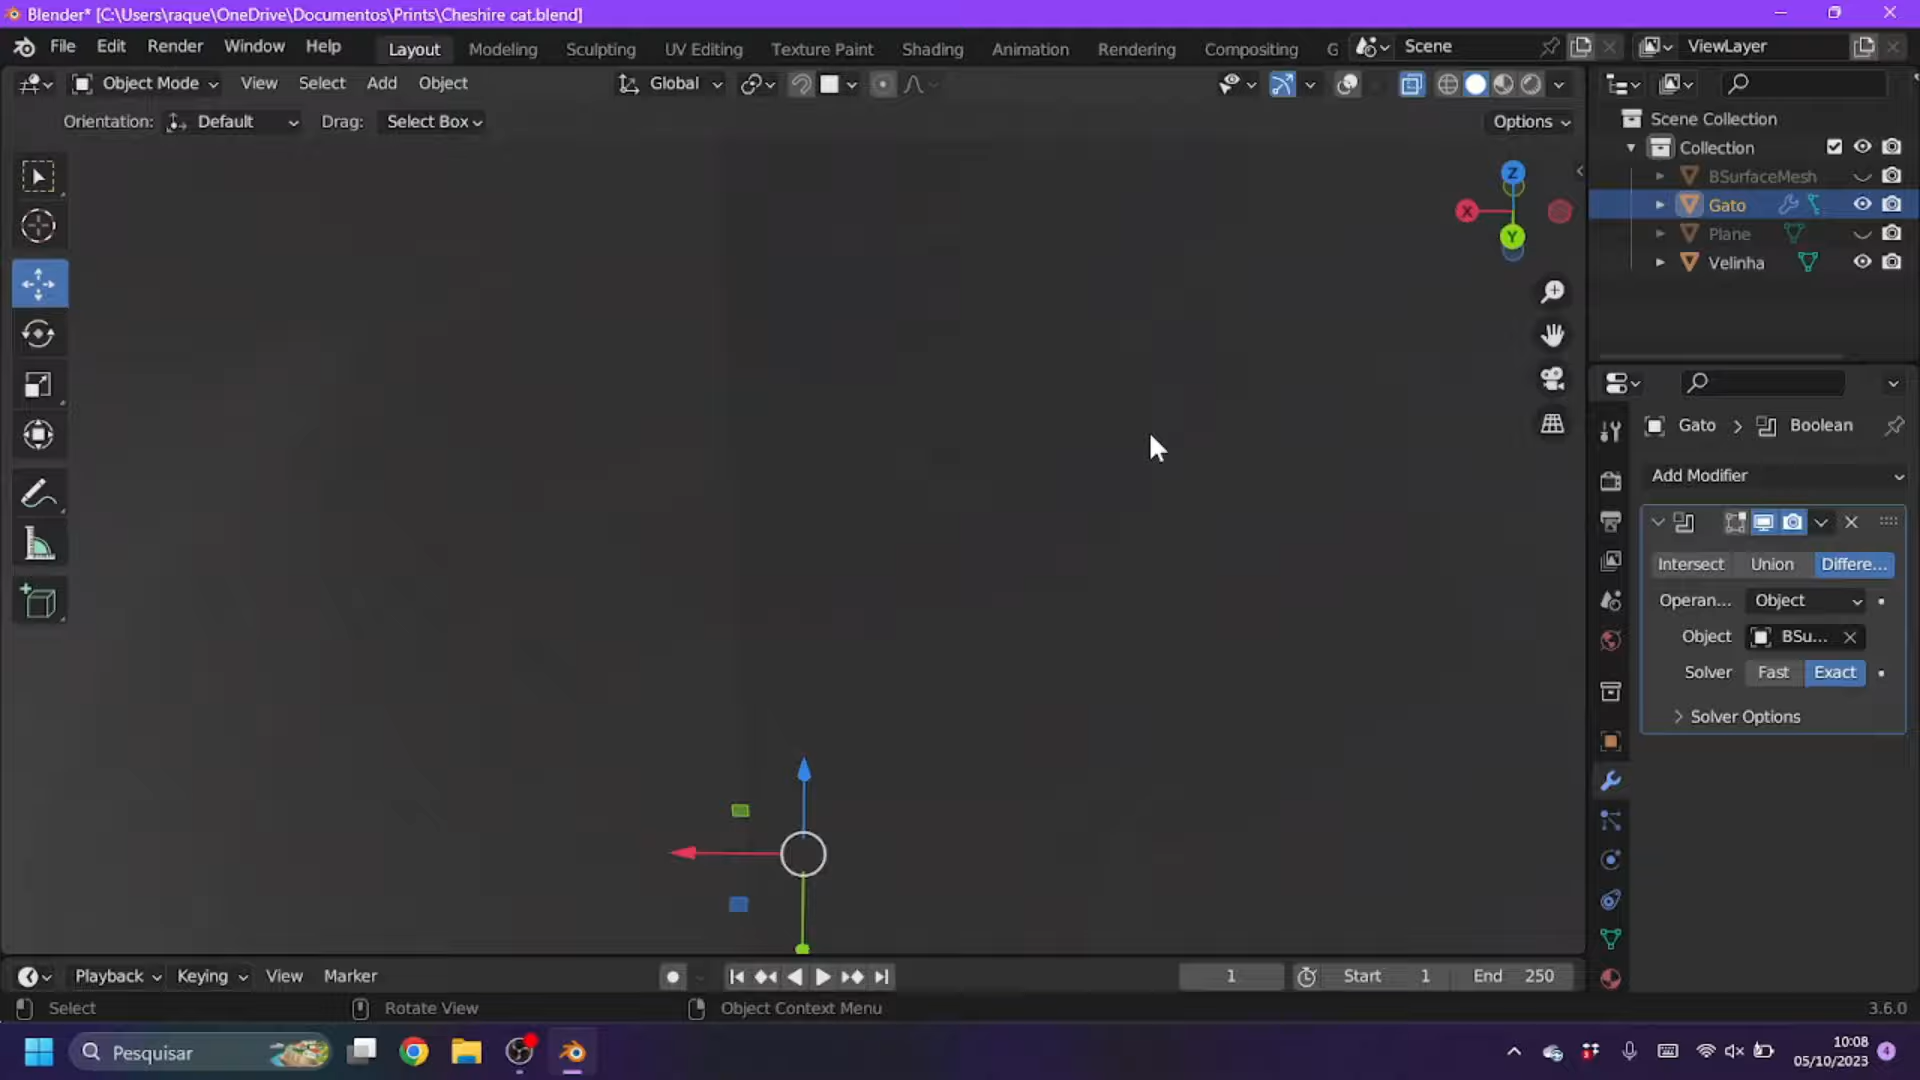 Blender* [C:\Users\raque\OneDrive\Documentos\Prints\Cheshire cat.blend]
File Edit Render Window Help Layout Modeling Sculpting UV Editing Texture Paint Shading Animation Rendering Compositing G Scene ViewLayer
Object Mode View Select Add Object Global
Orientation: Default Drag: Select Box Options
Scene Collection
Collection
BSurfaceMesh
Gato
Plane
Velinha
Z
X
Y
Gato > Boolean
Add Modifier
Intersect Union Differe...
Operan... Object
Object BSu...
Solver Fast Exact
Solver Options
Playback Keying View Marker 1 Start 1 End 250
Select Rotate View Object Context Menu 3.6.0
Pesquisar
10:08
05/10/2023
4